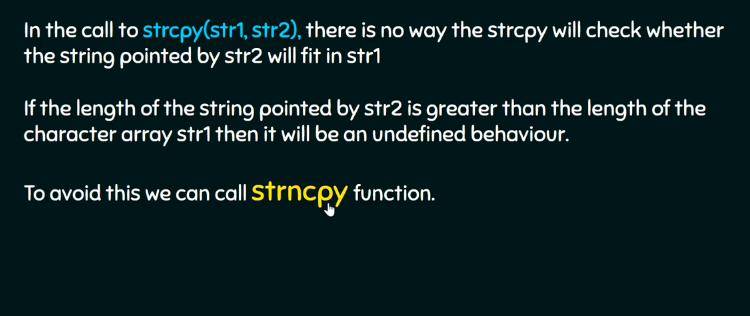 In the call to strcpy(str1, str2), there is no way the strcpy will check whether
the string pointed by str2 will fit in str1
If the length of the string pointed by str2 is greater than the length of the
character array str1 then it will be an undefined behaviour.
To avoid this we can call strncpy function.